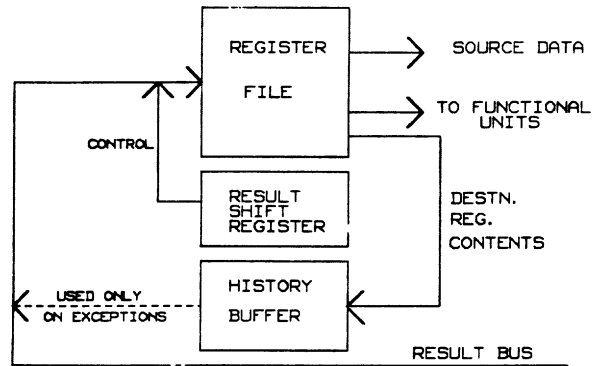 REGISTER
FILE
SOURCE DATA
TO FUNCTIONAL
UNITS
CONTROL
RESULT
SHIFT
REGISTER
DESTN.
REG.
CONTENTS
HISTORY
BUFFER
USED ONLY
ON EXCEPTIONS
RESULT BUS